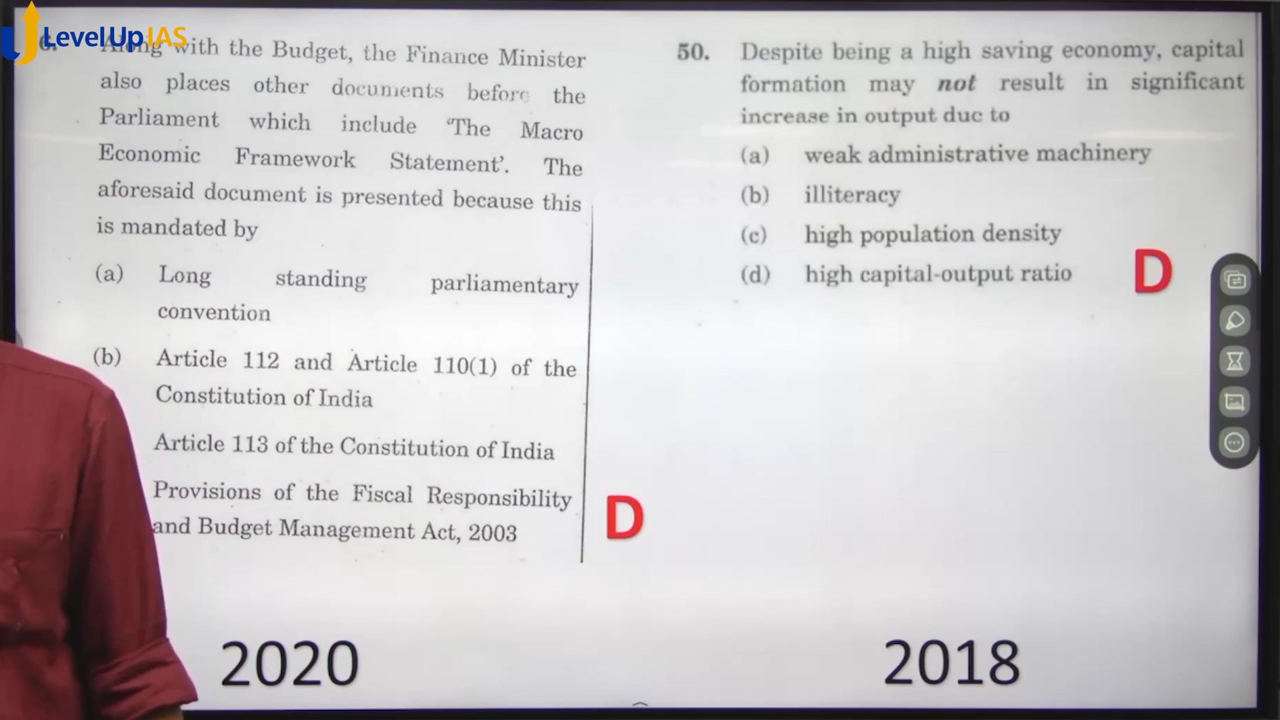 LevelUp IAS
Along with the Budget, the Finance Minister
also places other documents before the
Parliament which include 'The Macro
Economic Framework Statement'. The
aforesaid document is presented because this
is mandated by
(a) Long standing parliamentary
convention
(b) Article 112 and Article 110(1) of the
Constitution of India
Article 113 of the Constitution of India
Provisions of the Fiscal Responsibility
and Budget Management Act, 2003
D
2020
50. Despite being a high saving economy, capital
formation may not result in significant
increase in output due to
(a) weak administrative machinery
(b) illiteracy
(c) high population density
(d) high capital-output ratio
D
2018